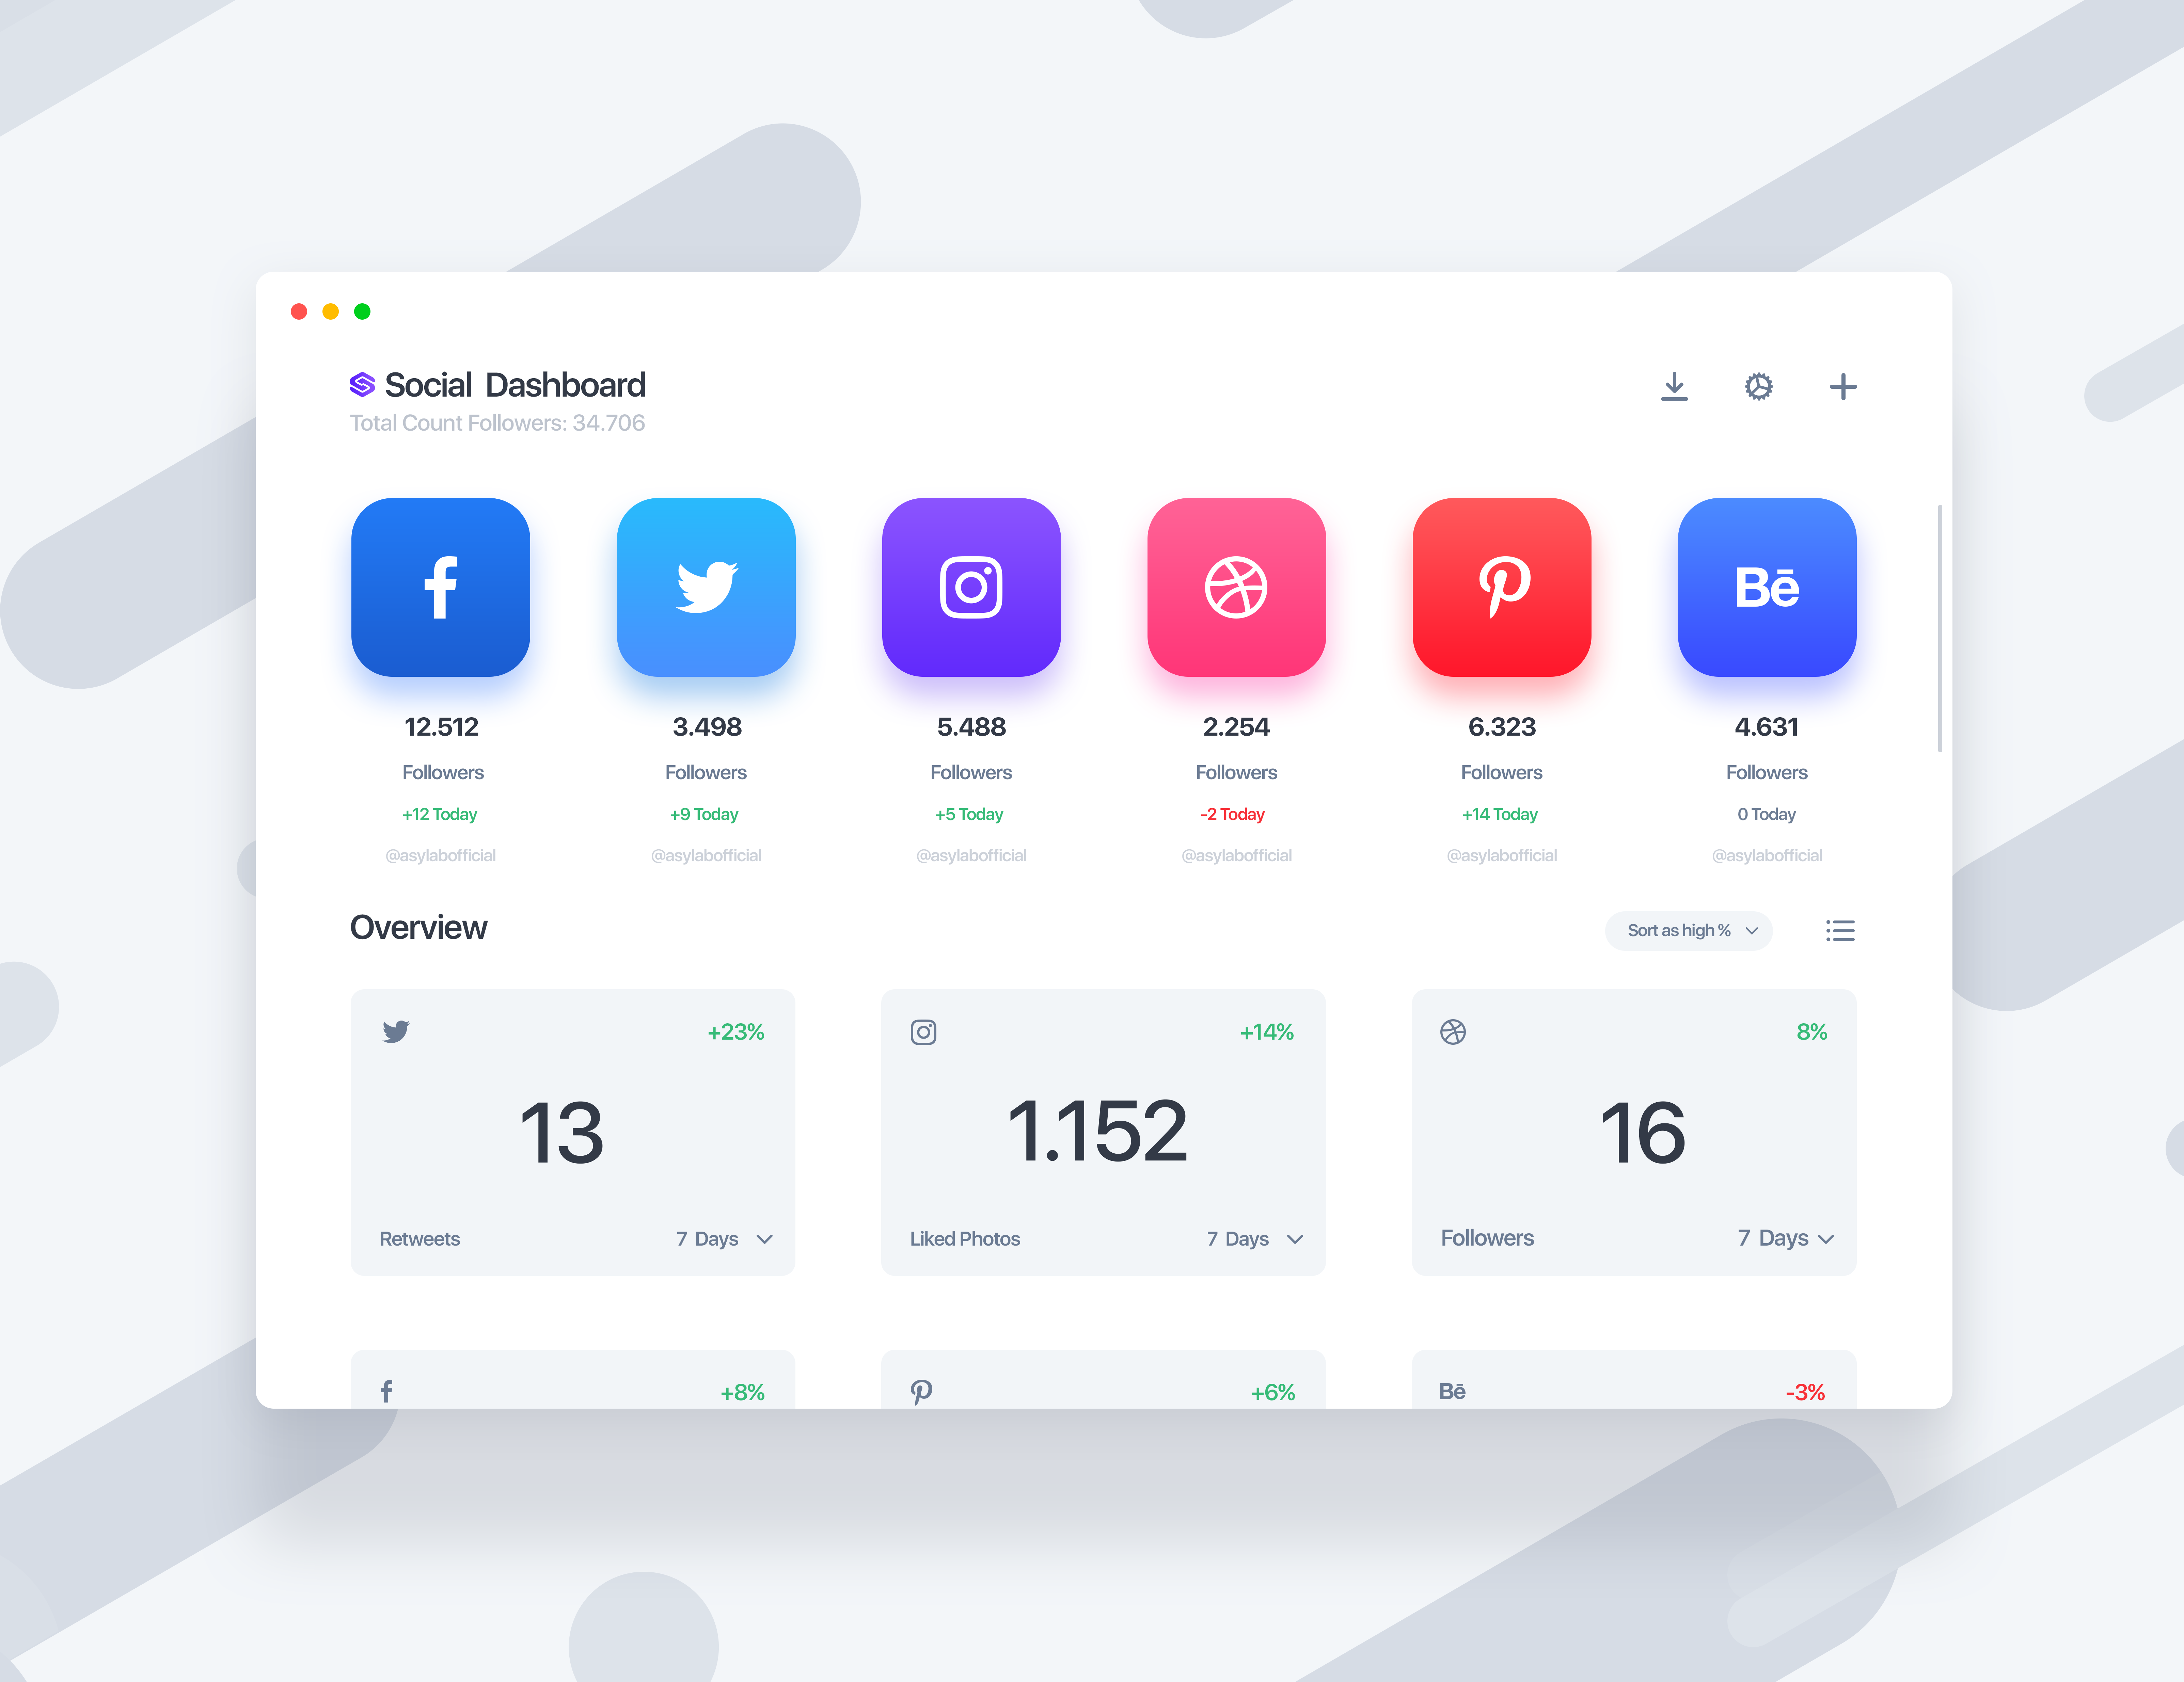 Social Dashboard
Total Count Followers: 34.706
Bē
12.512
3.498
5.488
2.254
6.323
4.631
Followers
Followers
Followers
Followers
Followers
Followers
+12 Today
+9 Today
+5 Today
-2 Today
+14 Today
0 Today
@asylabofficial
@asylabofficial
@asylabofficial
@asylabofficial
@asylabofficial
@asylabofficial
Overview
Sort as high %
+23%
13
Retweets
7 Days
+14%
1.152
Liked Photos
7 Days
8%
16
Followers
7 Days
+8%
+6%
Bē
-3%